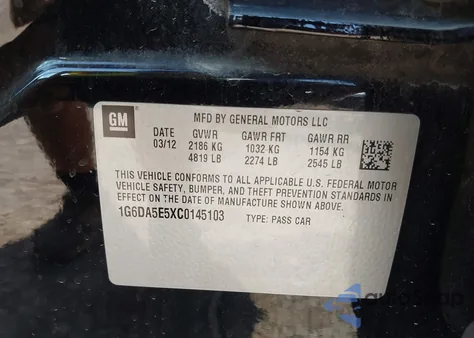 GM
MFD BY GENERAL MOTORS LLC
DATE GVWR GAWR FRT GAWR RR
03/12 2186 KG 1032 KG 1154 KG
4819 LB 2274 LB 2545 LB
THIS VEHICLE CONFORMS TO ALL APPLICABLE U.S. FEDERAL MOTOR
VEHICLE SAFETY, BUMPER, AND THEFT PREVENTION STANDARDS IN
EFFECT ON THE DATE OF MANUFACTURE SHOWN ABOVE.
1G6DA5E5XC0145103 TYPE: PASS CAR